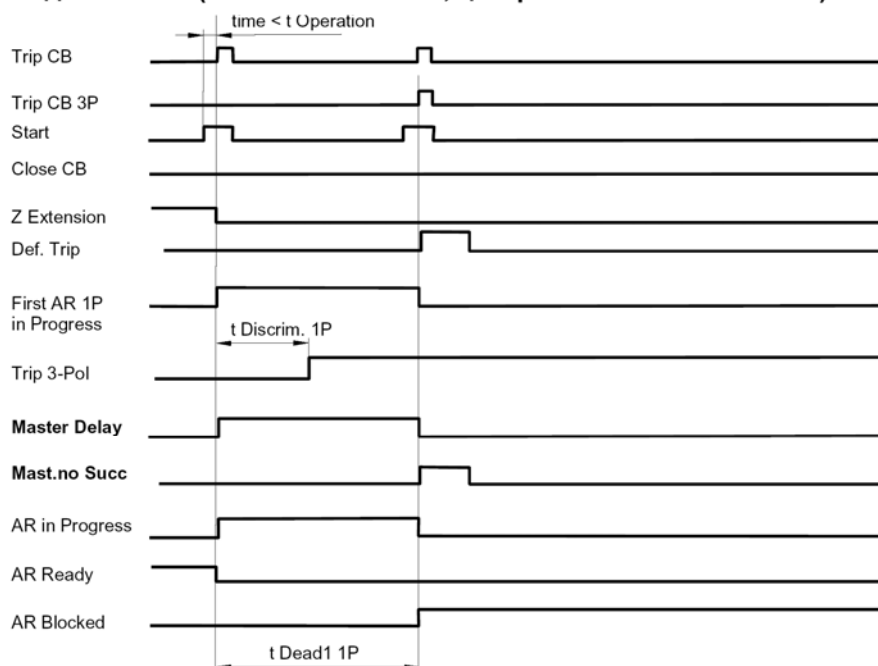 time < t Operation
Trip CB
Trip CB 3P
Start
Close CB
Z Extension
Def. Trip
First AR 1P
in Progress
t Discrim. 1P
Trip 3-Pol
Master Delay
Mast.no Succ
AR in Progress
AR Ready
AR Blocked
t Dead1 1P